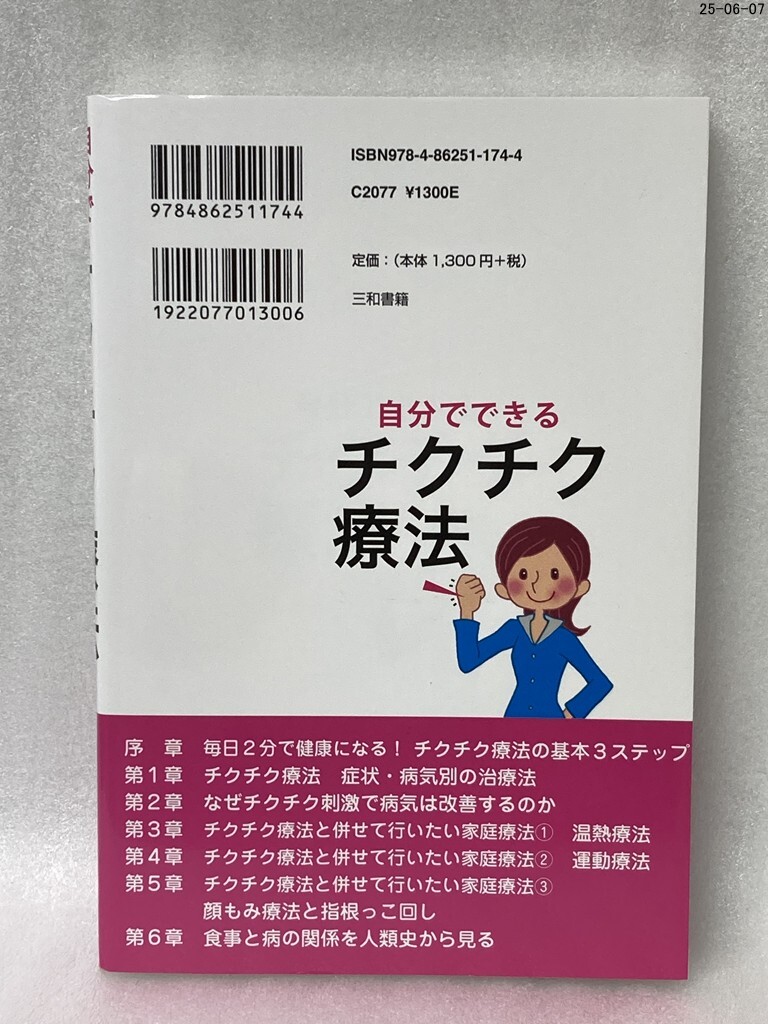 25-06-07
ISBN978-4-86251-174-4
9784862511744
C2077 ¥1300E
定価：（本体1,300円＋税）
1922077013006
三和書籍
自分でできる
チクチク
療法
序　章　毎日２分で健康になる！ チクチク療法の基本３ステップ
第１章　チクチク療法　症状・病気別の治療法
第２章　なぜチクチク刺激で病気は改善するのか
第３章　チクチク療法と併せて行いたい家庭療法①　温熱療法
第４章　チクチク療法と併せて行いたい家庭療法②　運動療法
第５章　チクチク療法と併せて行いたい家庭療法③
顔もみ療法と指根っこ回し
第６章　食事と病の関係を人類史から見る